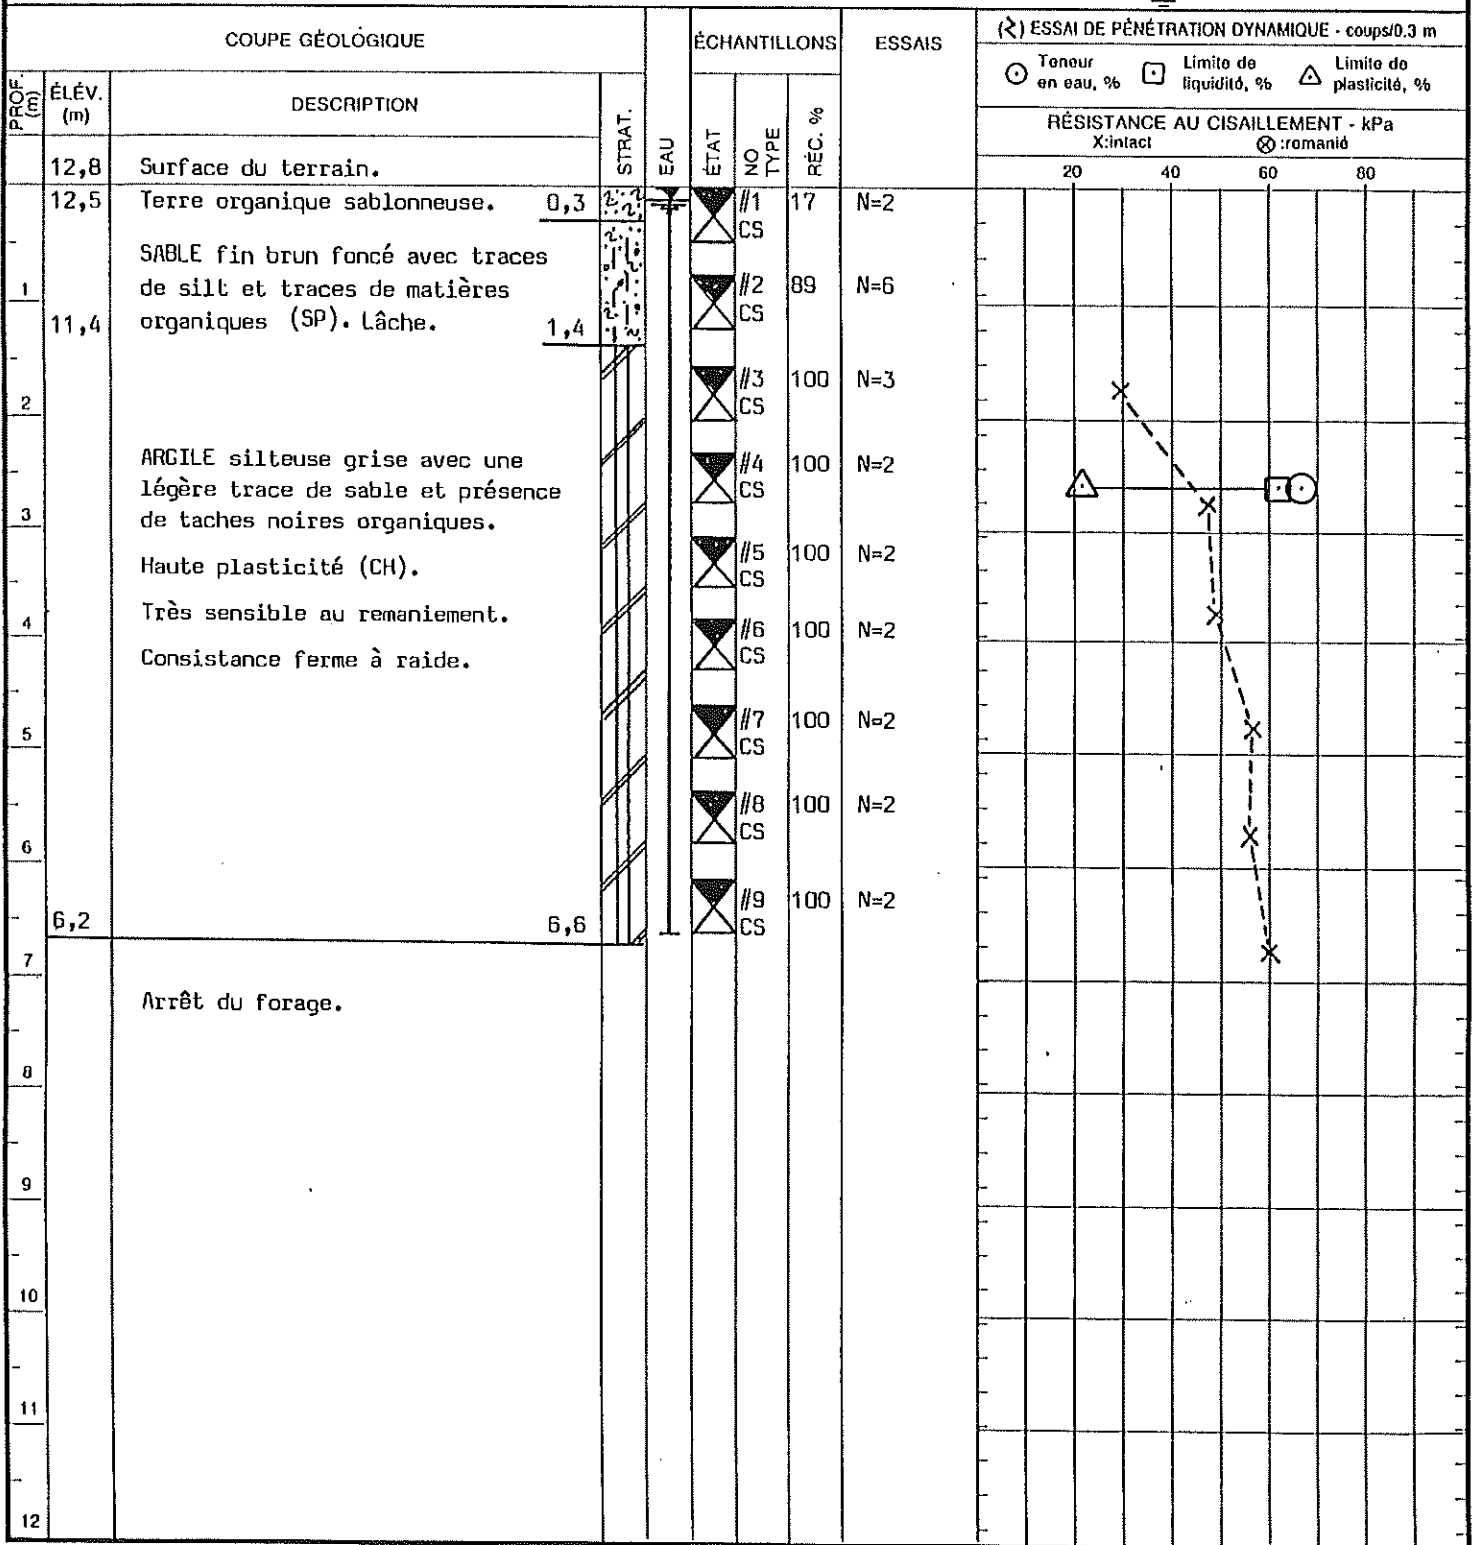 COUPE GÉOLOGIQUE
ÉCHANTILLONS
ESSAIS
ESSAI DE PÉNÉTRATION DYNAMIQUE - coups/0.3 m
Teneur en eau, %
Limite de liquidité, %
Limite de plasticité, %
RÉSISTANCE AU CISAILLEMENT - kPa
X:intact
⊗:remanié
20 40 60 80
PROF. (m)
ÉLÉV. (m)
DESCRIPTION
STRAT.
EAU
ÉTAT
NO TYPE
RÉC. %
12,8 Surface du terrain.
12,5 Terre organique sablonneuse. 0,3
#1 CS 17 N=2
SABLE fin brun foncé avec traces
de silt et traces de matières
11,4 organiques (SP). Lâche. 1,4
#2 CS 89 N=6
#3 CS 100 N=3
ARGILE silteuse grise avec une
légère trace de sable et présence
de taches noires organiques.
#4 CS 100 N=2
Haute plasticité (CH).
#5 CS 100 N=2
Très sensible au remaniement.
Consistance ferme à raide.
#6 CS 100 N=2
#7 CS 100 N=2
#8 CS 100 N=2
#9 CS 100 N=2
6,2 6,6
Arrêt du forage.
1
2
3
4
5
6
7
8
9
10
11
12